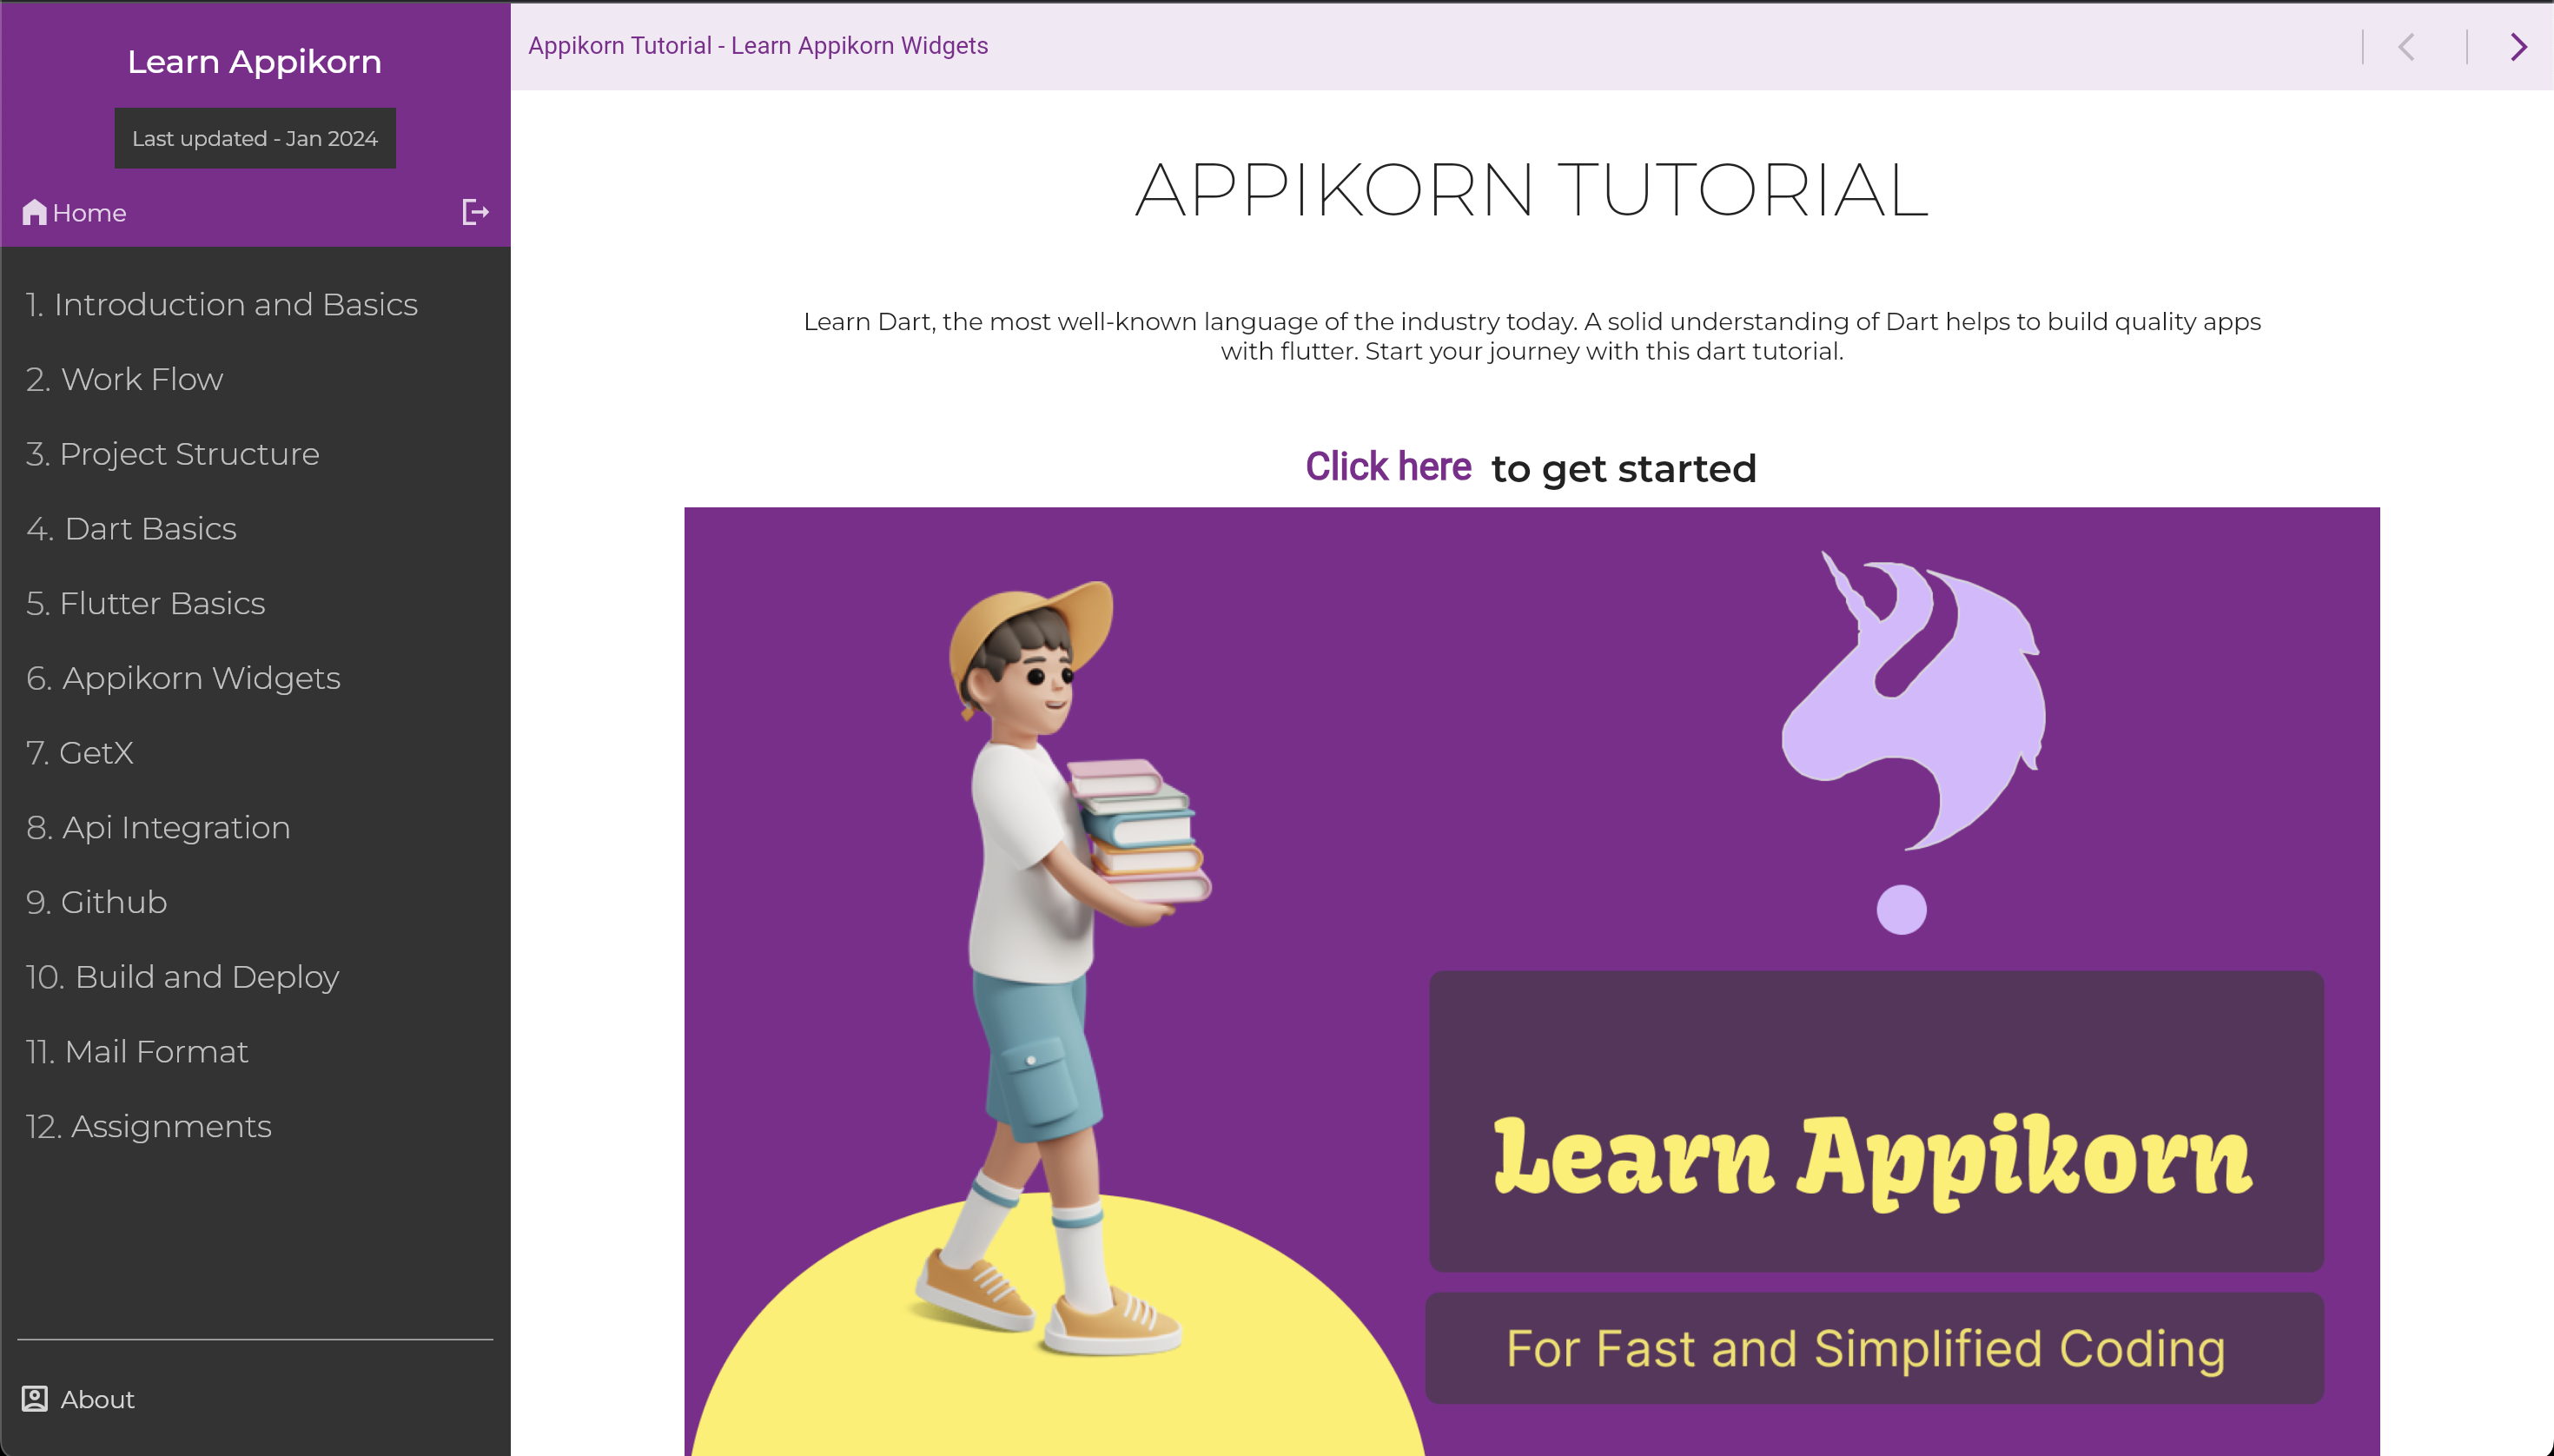 Learn Appikorn
Last updated - Jan 2024
Home
1. Introduction and Basics
2. Work Flow
3. Project Structure
4. Dart Basics
5. Flutter Basics
6. Appikorn Widgets
7. GetX
8. Api Integration
9. Github
10. Build and Deploy
11. Mail Format
12. Assignments
About
Appikorn Tutorial - Learn Appikorn Widgets
APPIKORN TUTORIAL
Learn Dart, the most well-known language of the industry today. A solid understanding of Dart helps to build quality apps
with flutter. Start your journey with this dart tutorial.
Click here to get started
Learn Appikorn
For Fast and Simplified Coding